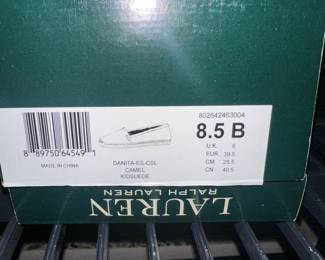 802642463004
8.5 B
U.K. 6
EUR. 39.5
CM 25.5
CN 40.5
8 89750 64549 1
MADE IN CHINA
DANITA-ES-CSL
CAMEL
KIDSUEDE
LAUREN
RALPH LAUREN